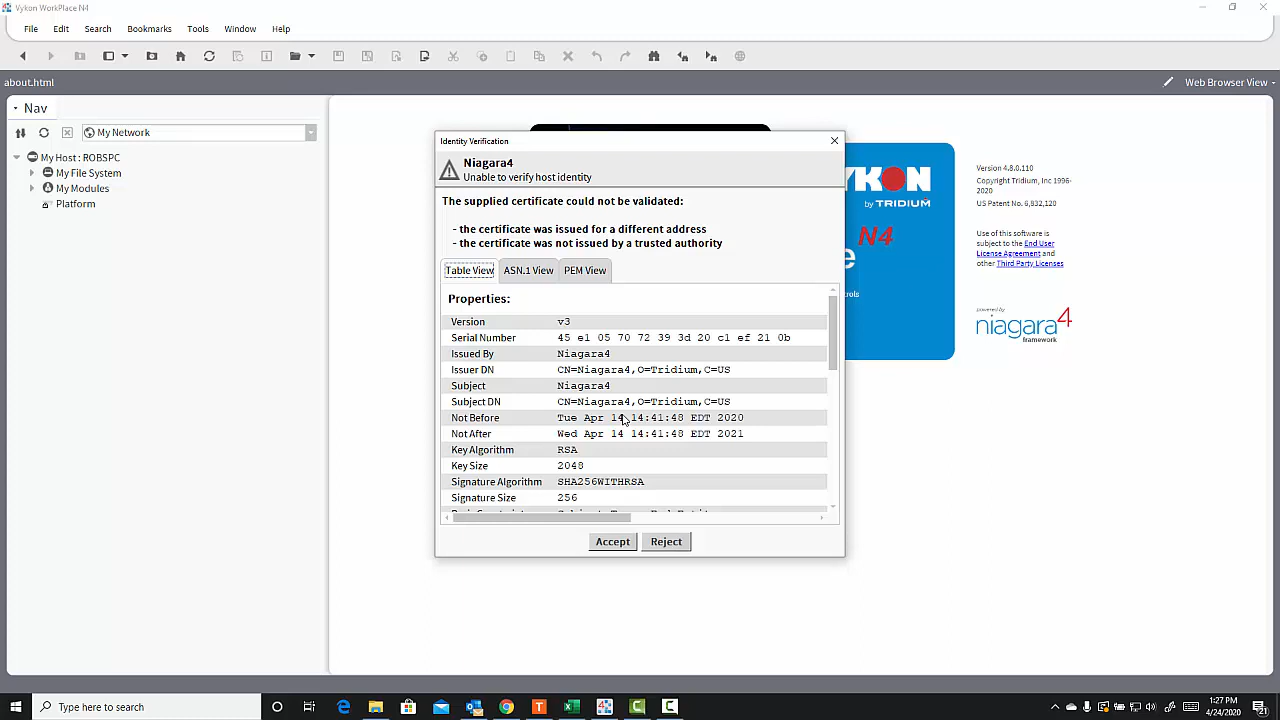 Vykon WorkPlace N4
File Edit Search Bookmarks Tools Window Help
about.html
Web Browser View
Nav
My Network
My Host : ROBSPC
My File System
My Modules
Platform
Identity Verification
Niagara4
Unable to verify host identity
The supplied certificate could not be validated:
- the certificate was issued for a different address
- the certificate was not issued by a trusted authority
Table View ASN.1 View PEM View
Properties:
Version v3
Serial Number 45 e1 05 70 72 39 3d 20 c1 ef 21 0b
Issued By Niagara4
Issuer DN CN=Niagara4,O=Tridium,C=US
Subject Niagara4
Subject DN CN=Niagara4,O=Tridium,C=US
Not Before Tue Apr 14 14:41:48 EDT 2020
Not After Wed Apr 14 14:41:48 EDT 2021
Key Algorithm RSA
Key Size 2048
Signature Algorithm SHA256WITHRSA
Signature Size 256
Accept Reject
YKON
by TRIDIUM
N4
e
ntrols
Version 4.8.0.110
Copyright Tridium, Inc 1996-
2020
US Patent No. 6,832,120
Use of this software is
subject to the End User
License Agreement and
other Third Party Licenses
powered by
niagara4
framework
Type here to search
1:27 PM
4/24/2020